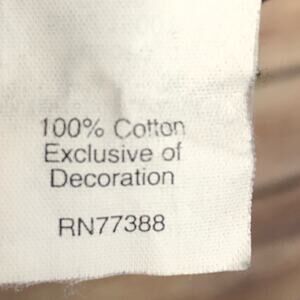 100% Cotton
Exclusive of
Decoration
RN77388